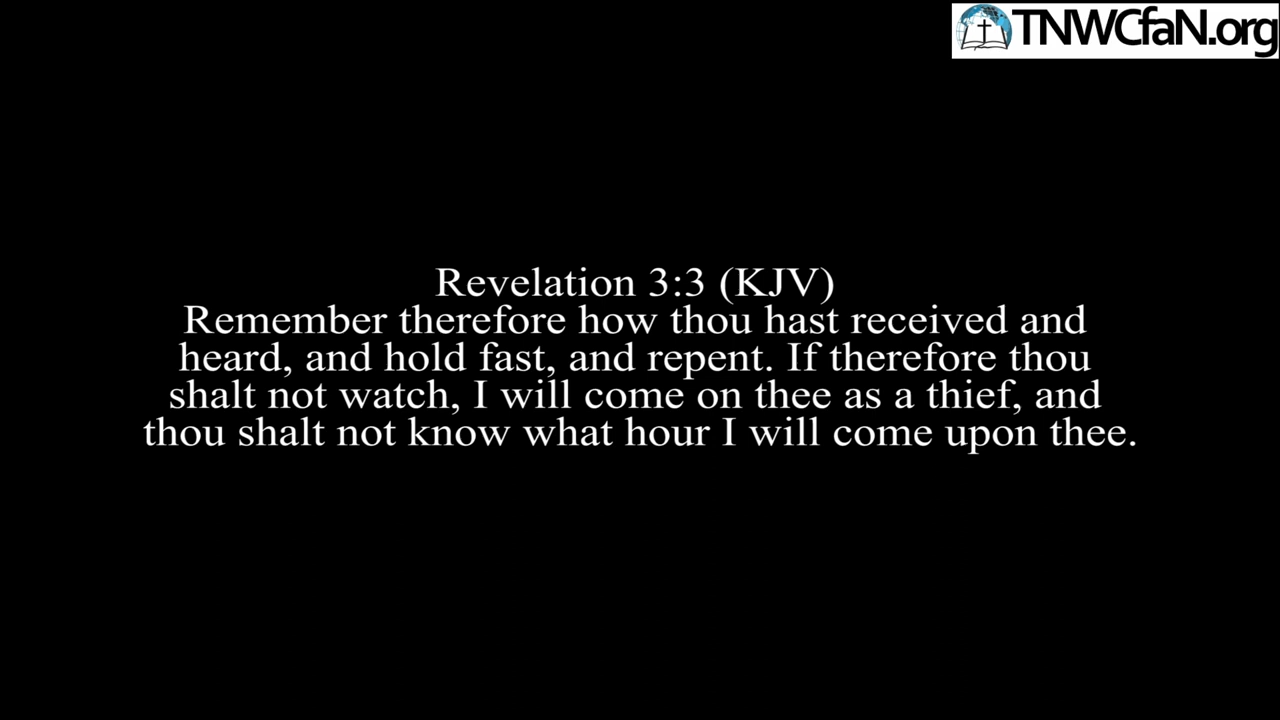 TNWCfaN.org
Revelation 3:3 (KJV)
Remember therefore how thou hast received and
heard, and hold fast, and repent. If therefore thou
shalt not watch, I will come on thee as a thief, and
thou shalt not know what hour I will come upon thee.